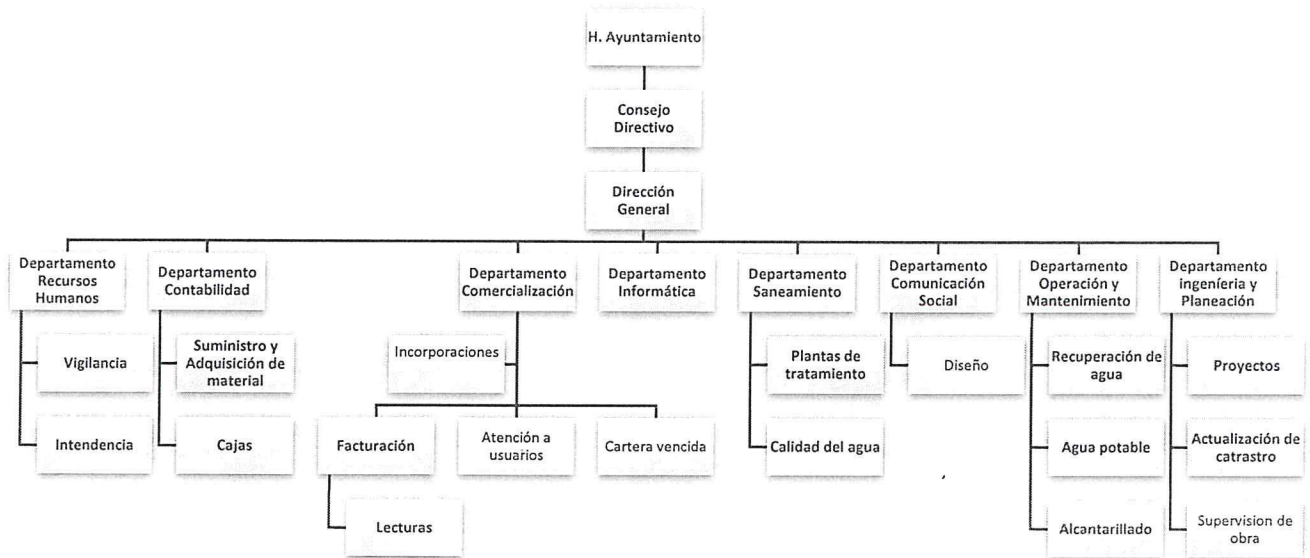 H. Ayuntamiento
Consejo
Directivo
Dirección
General
Departamento
Recursos
Humanos
Departamento
Contabilidad
Departamento
Comercialización
Departamento
Informática
Departamento
Saneamiento
Departamento
Comunicación
Social
Departamento
Operación y
Mantenimiento
Departamento
ingeníeria y
Planeación
Vigilancia
Suministro y
Adquisición de
material
Incorporaciones
Plantas de
tratamiento
Diseño
Recuperación de
agua
Proyectos
Intendencia
Cajas
Facturación
Atención a
usuarios
Cartera vencida
Calidad del agua
Agua potable
Actualización de
catrastro
Lecturas
Alcantarillado
Supervision de
obra